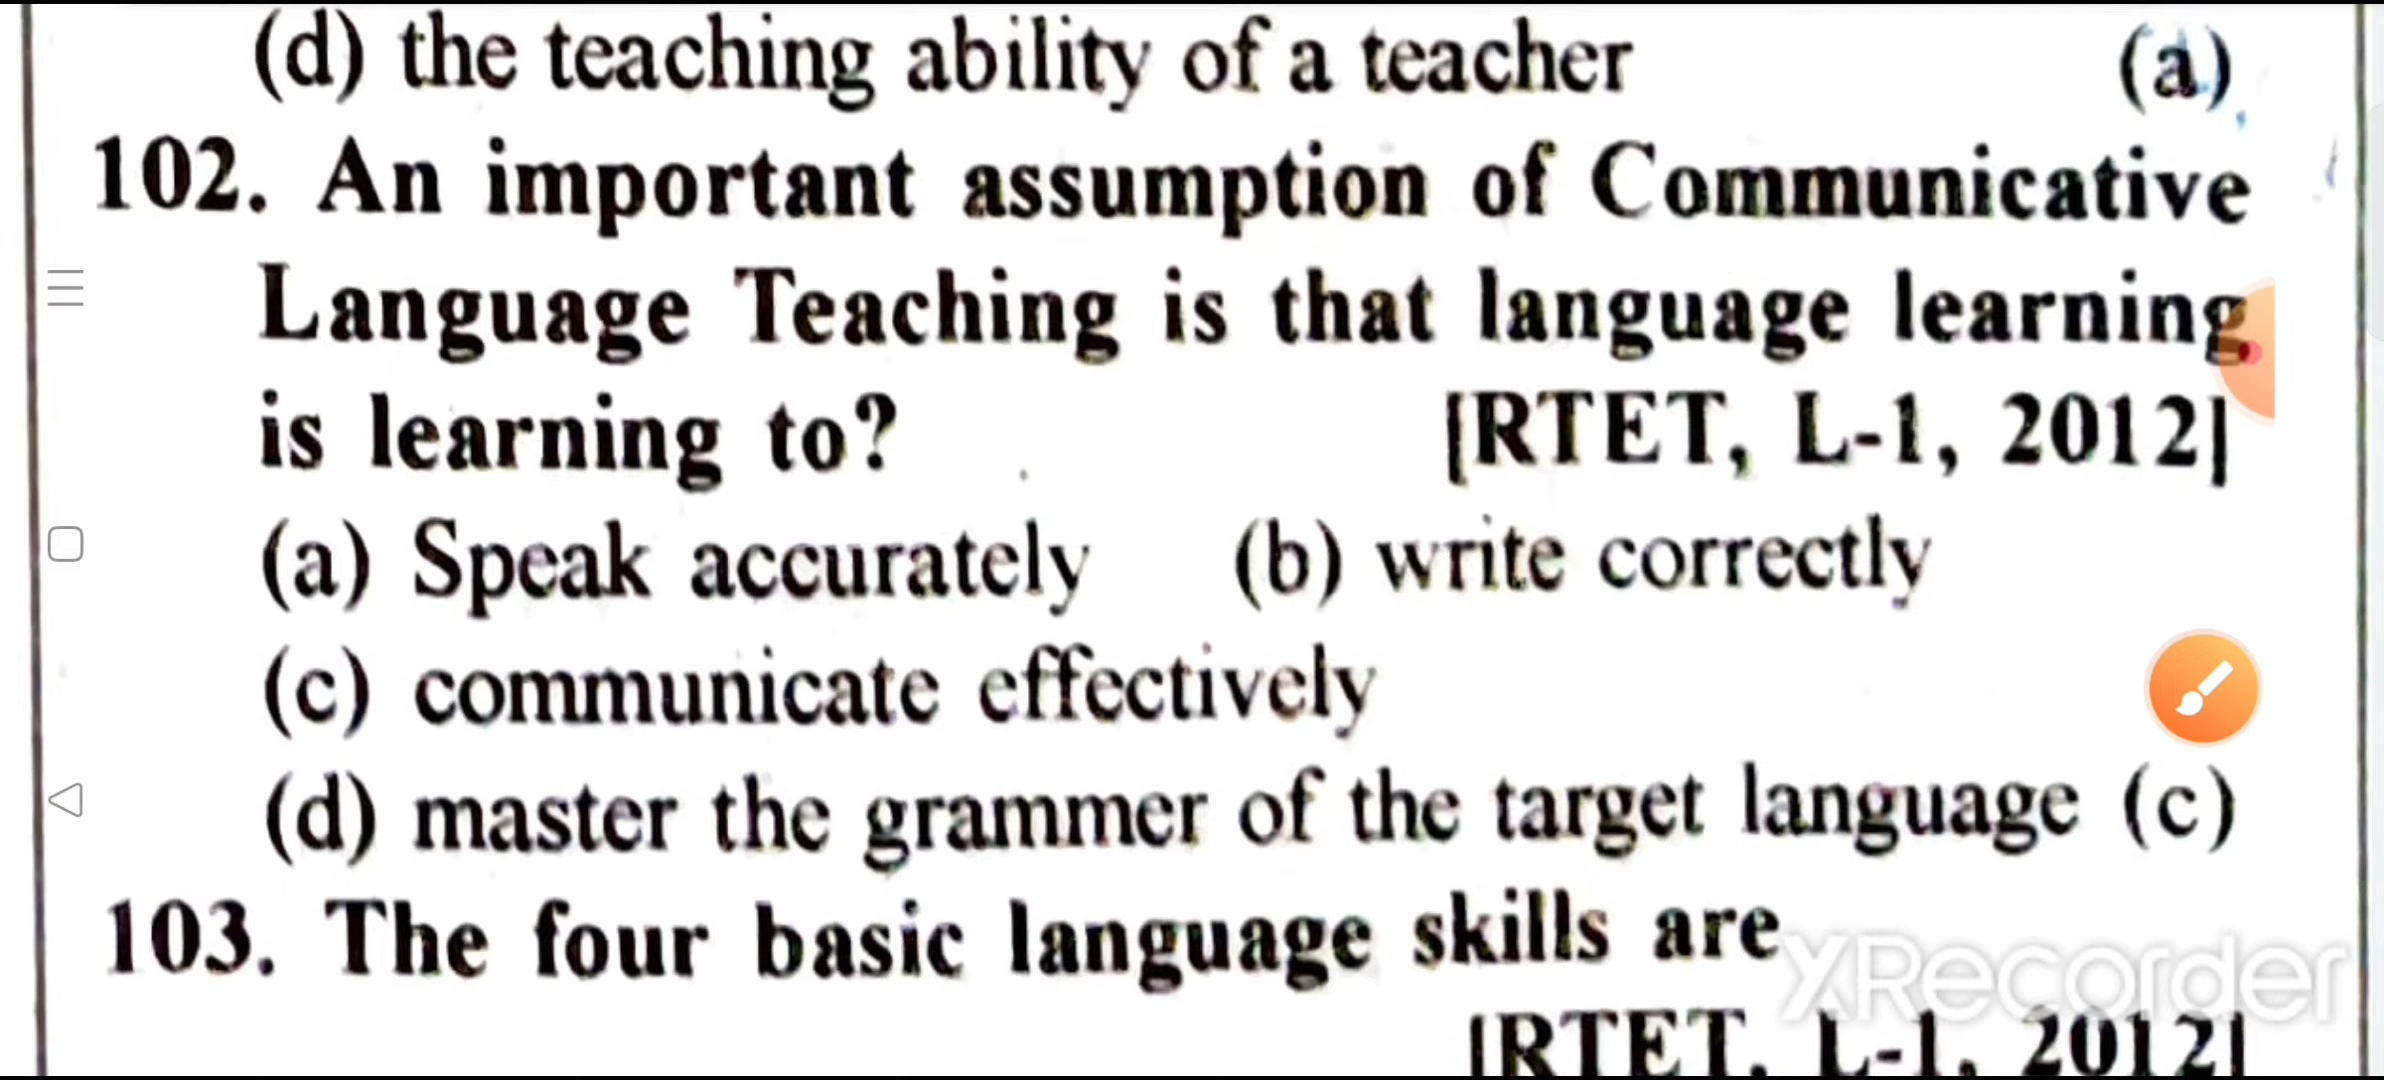 (d) the teaching ability of a teacher (a)
102. An important assumption of Communicative
Language Teaching is that language learning
is learning to? [RTET, L-1, 2012]
(a) Speak accurately (b) write correctly
(c) communicate effectively
(d) master the grammer of the target language (c)
103. The four basic language skills are
XRecorder
[RTET, L-1, 2012]